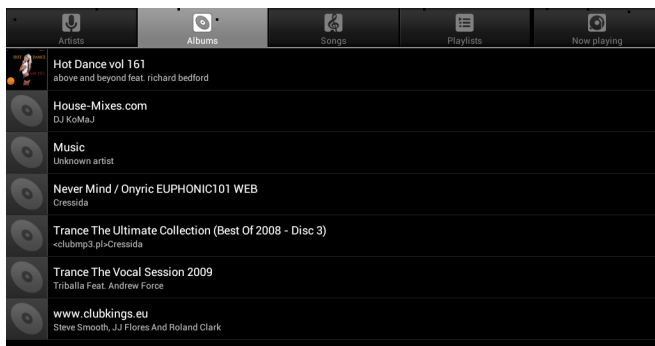 Artists
Albums
Songs
Playlists
Now playing
HOT DANCE
Hot Dance vol 161
above and beyond feat. richard bedford
House-Mixes.com
DJ KoMaJ
Music
Unknown artist
Never Mind / Onyric EUPHONIC101 WEB
Cressida
Trance The Ultimate Collection (Best Of 2008 - Disc 3)
<clubmp3.pl>Cressida
Trance The Vocal Session 2009
Triballa Feat. Andrew Force
www.clubkings.eu
Steve Smooth, JJ Flores And Roland Clark